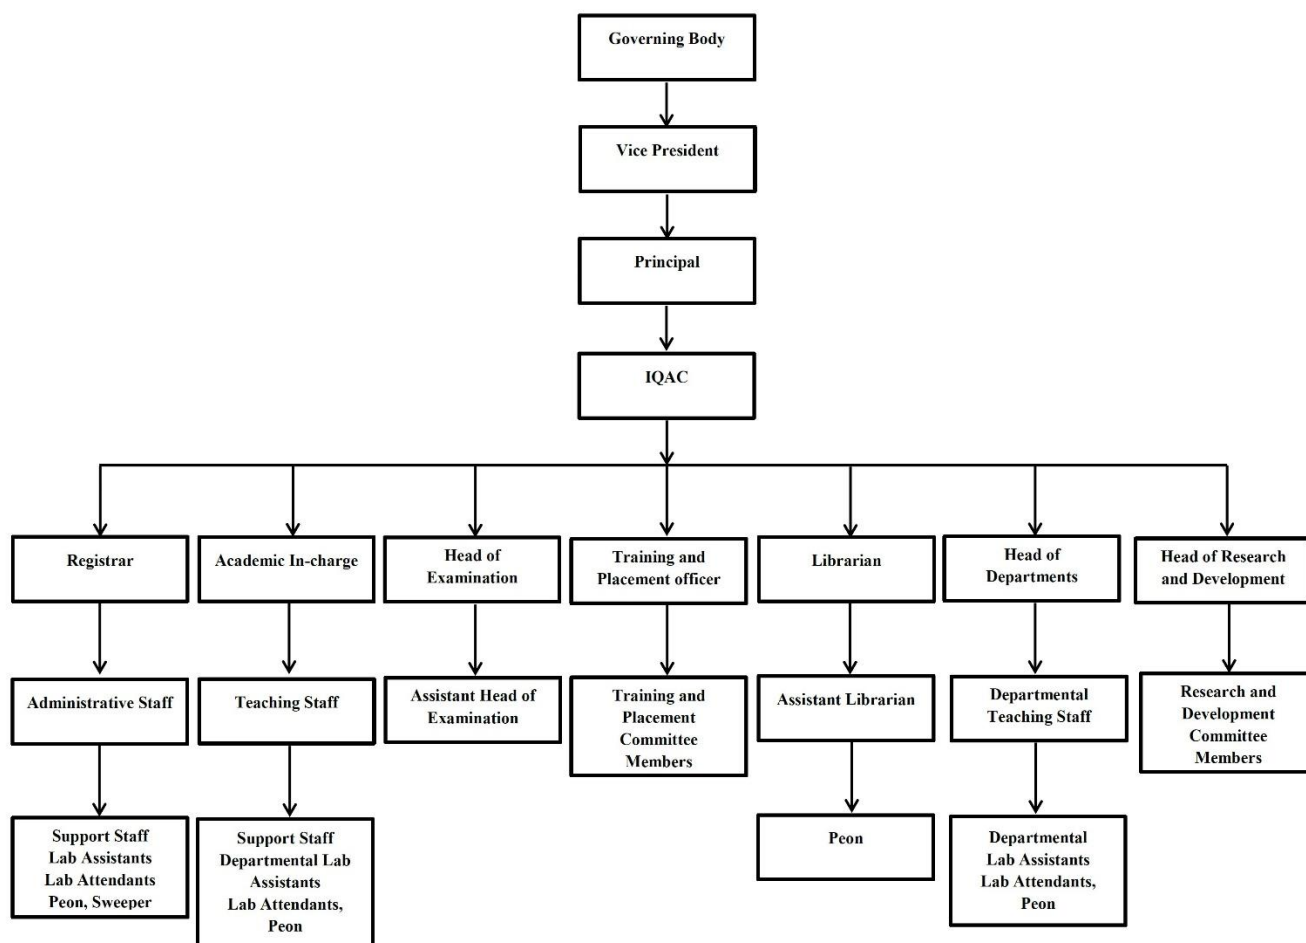 Governing Body
Vice President
Principal
IQAC
Registrar
Academic In-charge
Head of
Examination
Training and
Placement officer
Librarian
Head of
Departments
Head of Research
and Development
Administrative Staff
Teaching Staff
Assistant Head of
Examination
Training and
Placement
Committee
Members
Assistant Librarian
Departmental
Teaching Staff
Research and
Development
Committee
Members
Support Staff
Lab Assistants
Lab Attendants
Peon, Sweeper
Support Staff
Departmental Lab
Assistants
Lab Attendants,
Peon
Peon
Departmental
Lab Assistants
Lab Attendants,
Peon